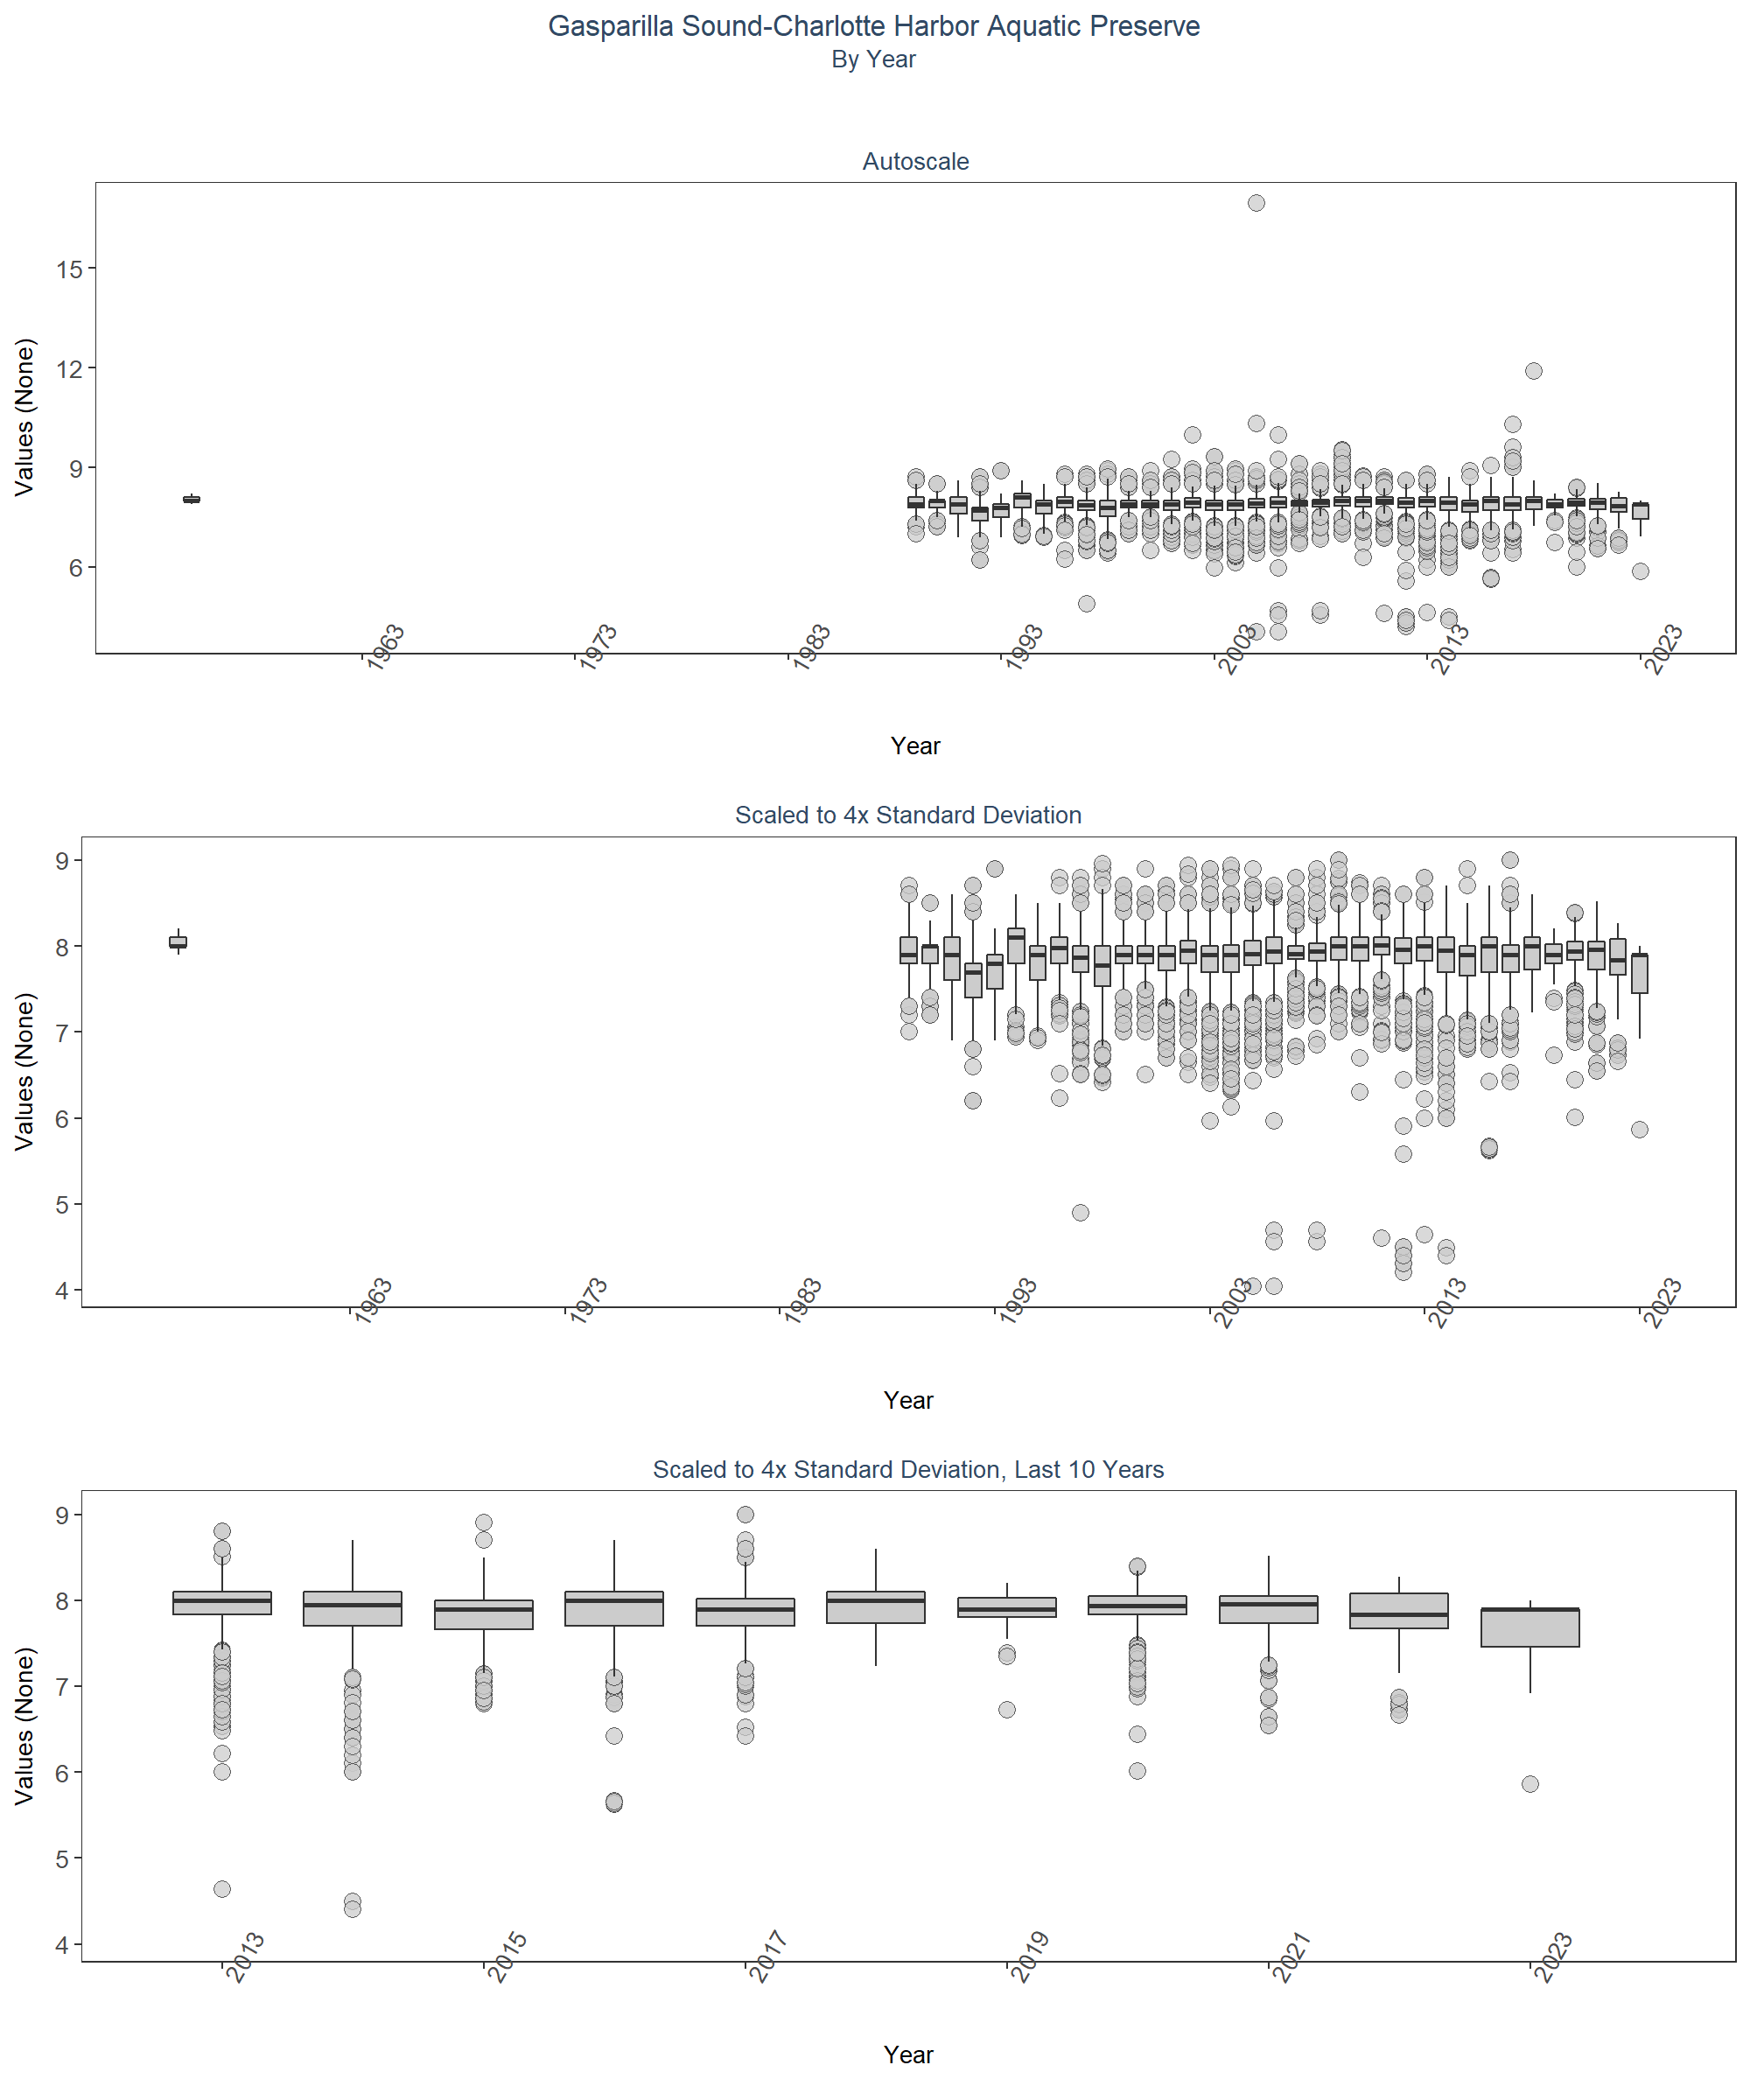 Gasparilla Sound-Charlotte Harbor Aquatic Preserve
By Year
Autoscale
15
12
9
6
Values (None)
1963 1973 1983 1993 2003 2013 2023
Year
Scaled to 4x Standard Deviation
9
8
7
6
5
4
Values (None)
1963 1973 1983 1993 2003 2013 2023
Year
Scaled to 4x Standard Deviation, Last 10 Years
9
8
7
6
5
4
Values (None)
2013 2015 2017 2019 2021 2023
Year